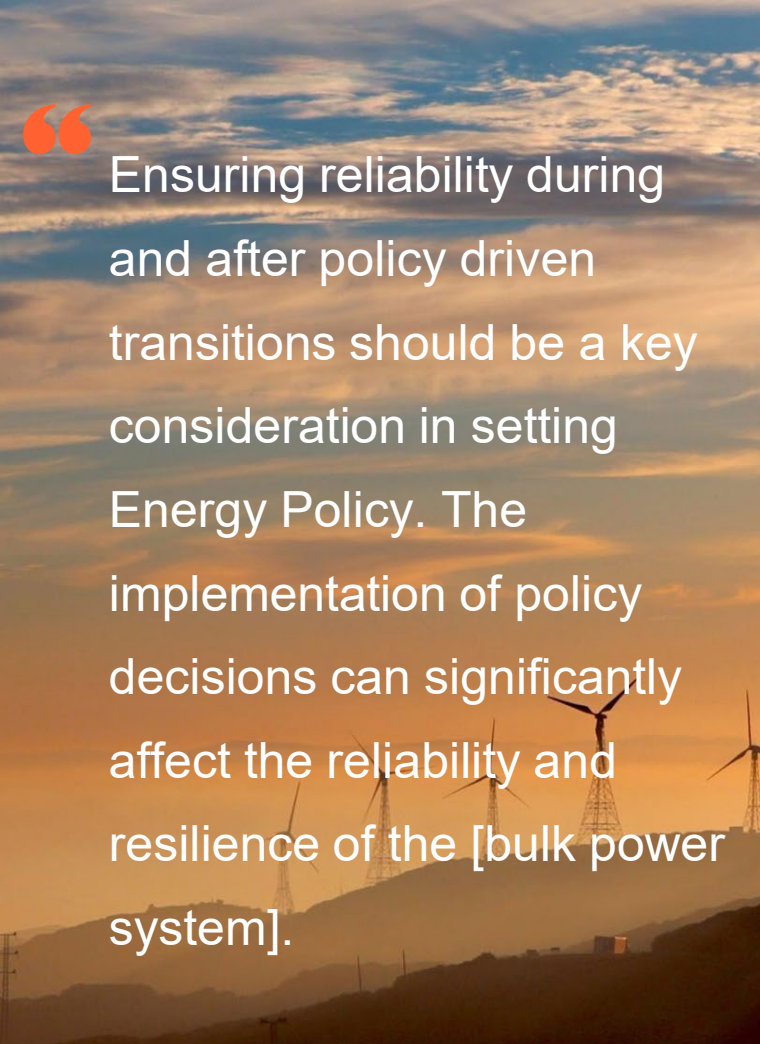 “
Ensuring reliability during
and after policy driven
transitions should be a key
consideration in setting
Energy Policy. The
implementation of policy
decisions can significantly
affect the reliability and
resilience of the [bulk power
system].